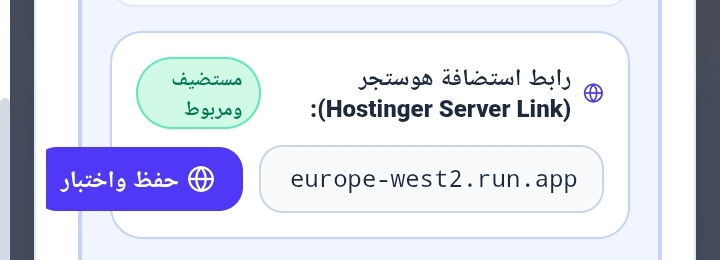 رابط استضافة هوستجر
(Hostinger Server Link):
مستضيف
ومربوط
europe-west2.run.app
حفظ واختبار